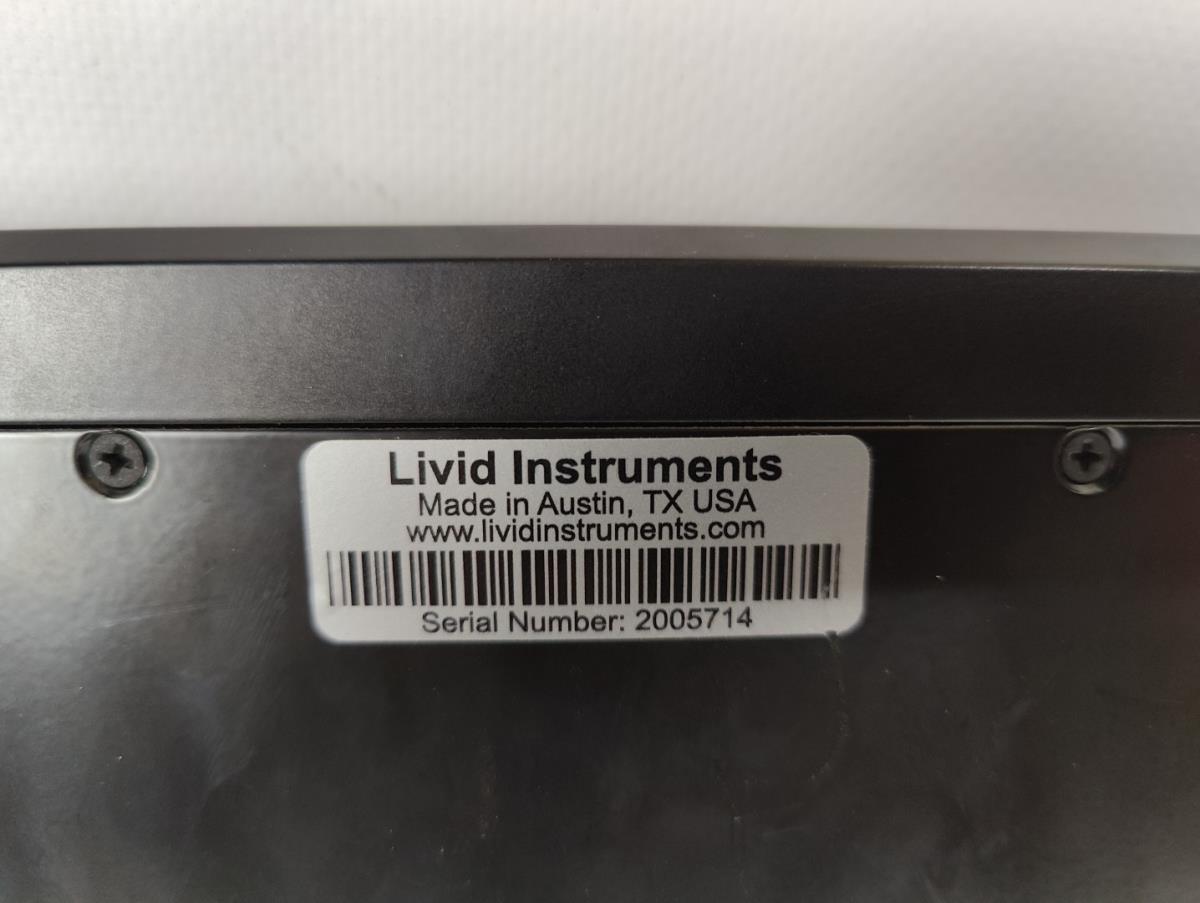 Livid Instruments
Made in Austin, TX USA
www.lividinstruments.com
Serial Number: 2005714